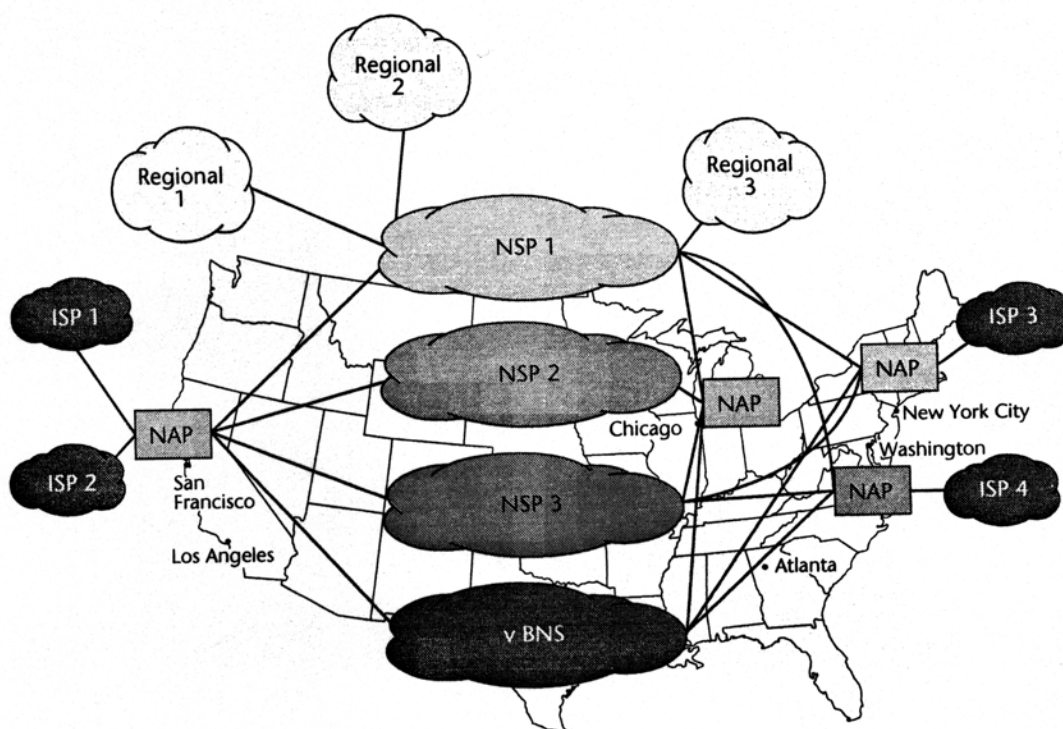 Regional
2
Regional
1
Regional
3
NSP 1
ISP 1
ISP 3
NSP 2
NAP
NAP
Chicago
New York City
NAP
Washington
ISP 2
San
Francisco
NSP 3
NAP
ISP 4
Los Angeles
Atlanta
v BNS